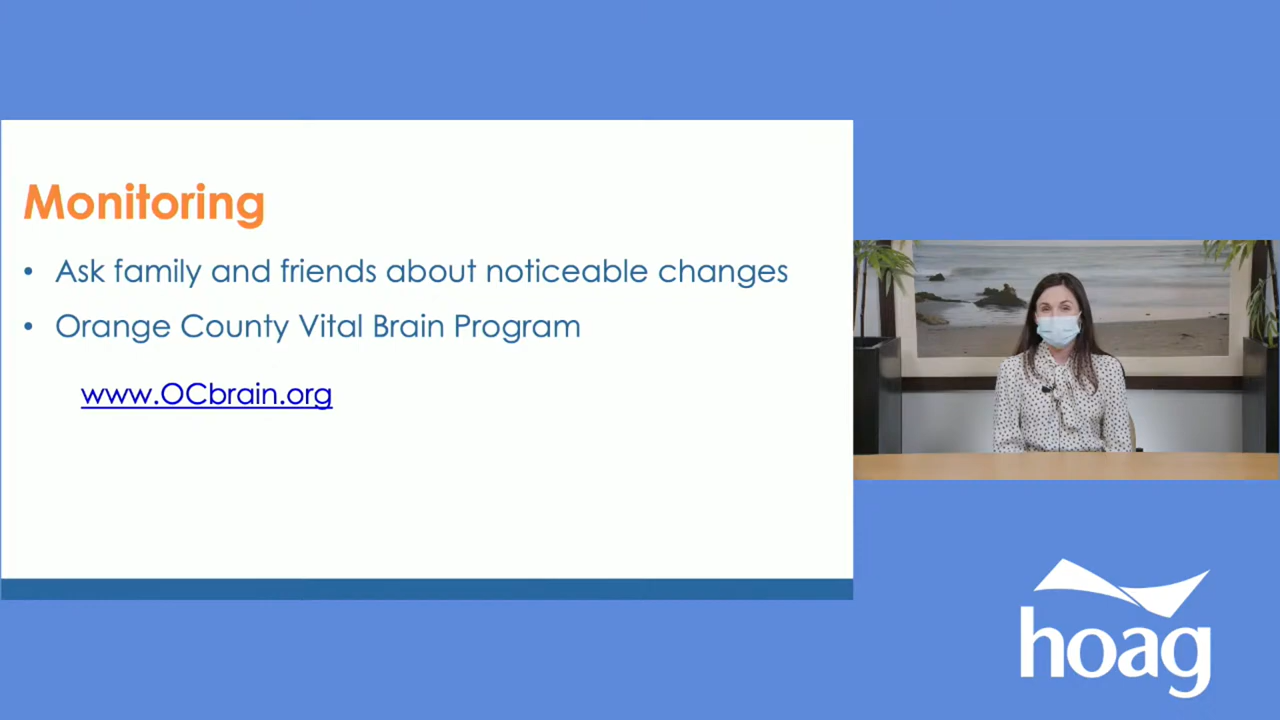 Monitoring
• Ask family and friends about noticeable changes
• Orange County Vital Brain Program
www.OCbrain.org
hoag